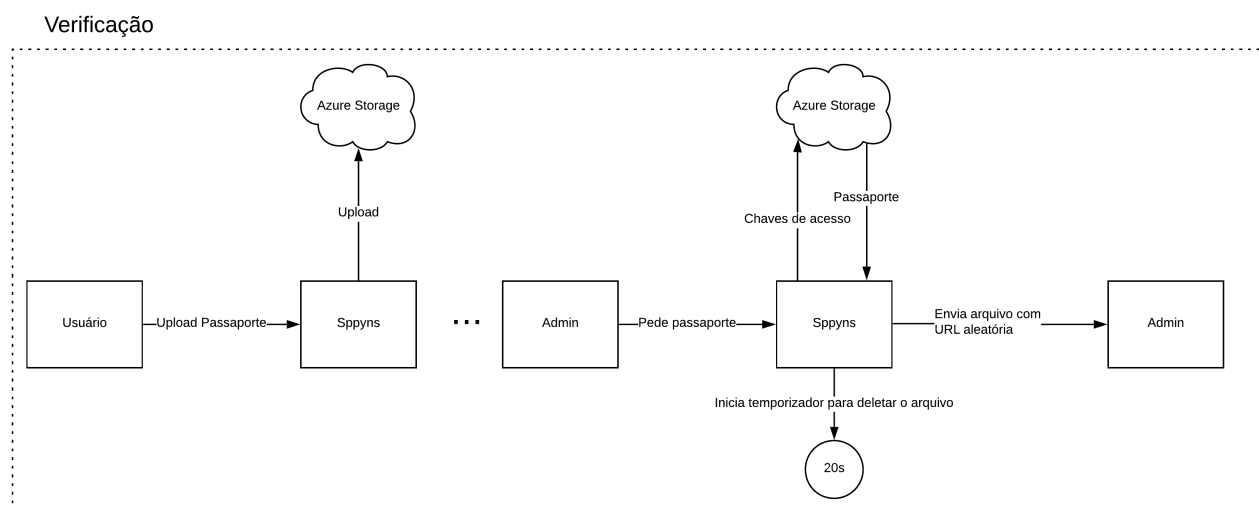 Verificação
Azure Storage
Azure Storage
Upload
Passaporte
Chaves de acesso
Usuário
Upload Passaporte
Sppyns
...
Admin
Pede passaporte
Sppyns
Envia arquivo com
URL aleatória
Admin
Inicia temporizador para deletar o arquivo
20s